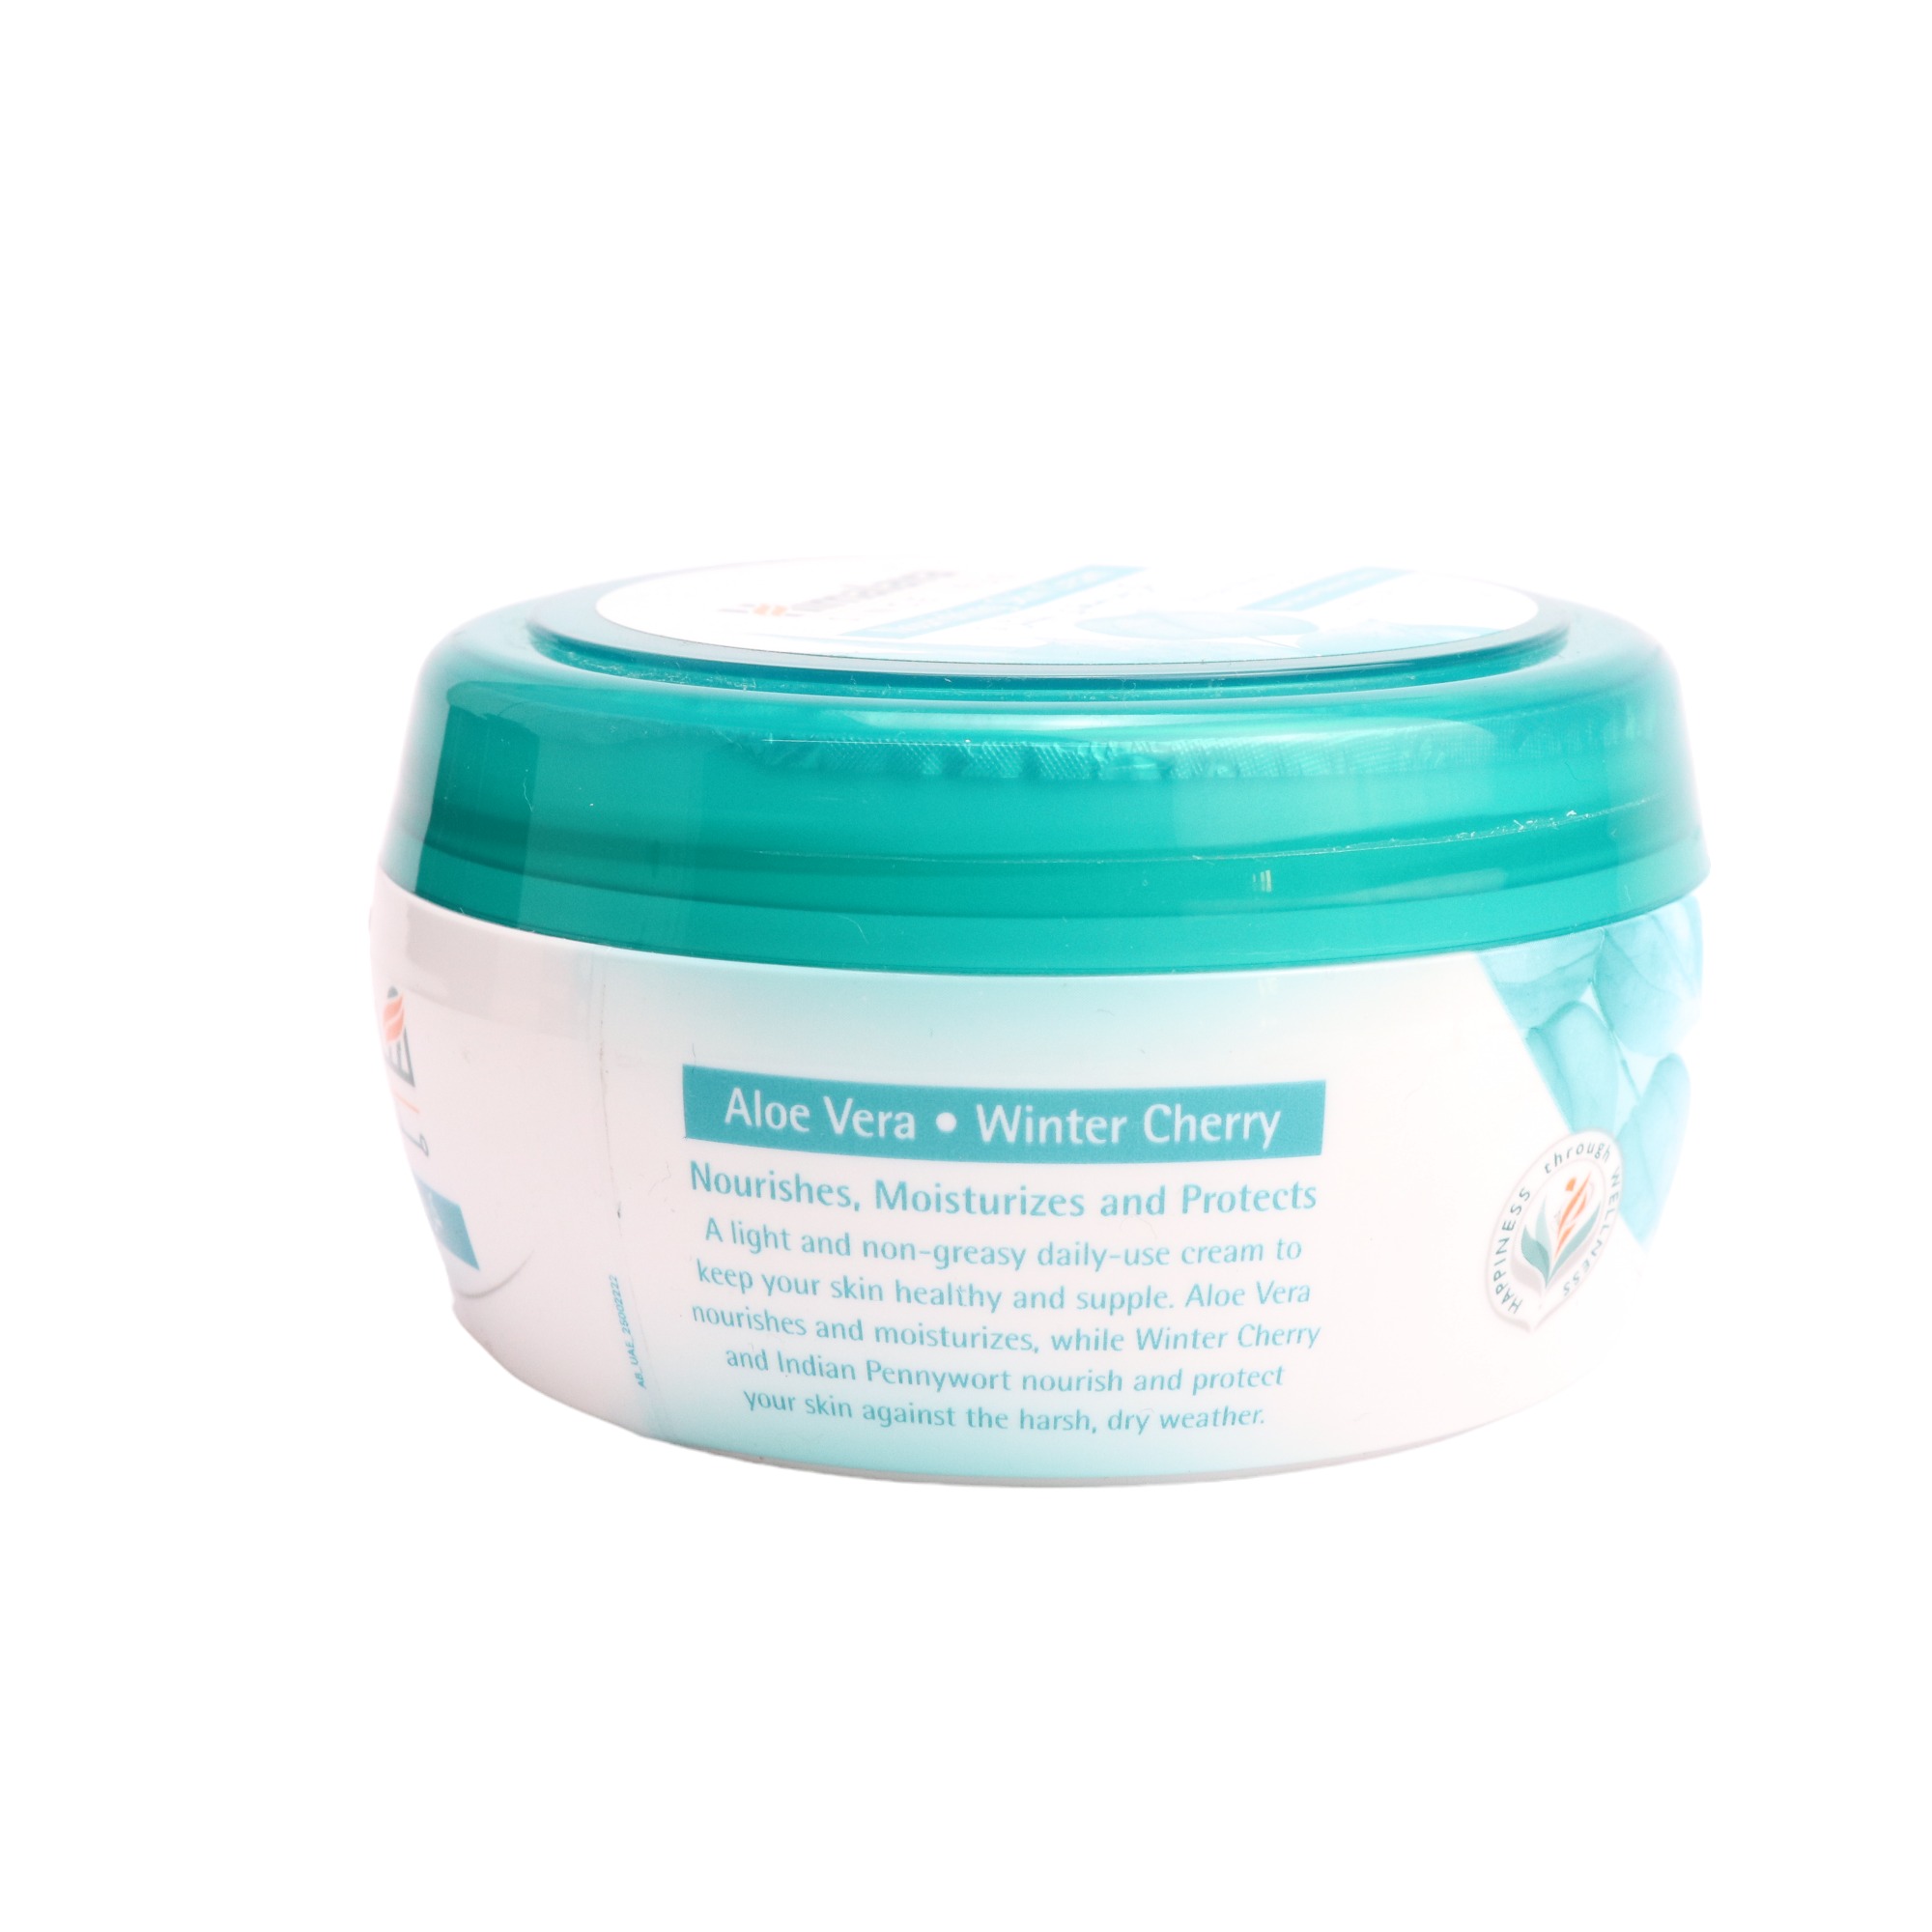 Aloe Vera • Winter Cherry
Nourishes, Moisturizes and Protects
A light and non-greasy daily-use cream to
keep your skin healthy and supple. Aloe Vera
nourishes and moisturizes, while Winter Cherry
and Indian Pennywort nourish and protect
your skin against the harsh, dry weather.
HAPPINESS through WELLNESS
AB_UAE_25002222